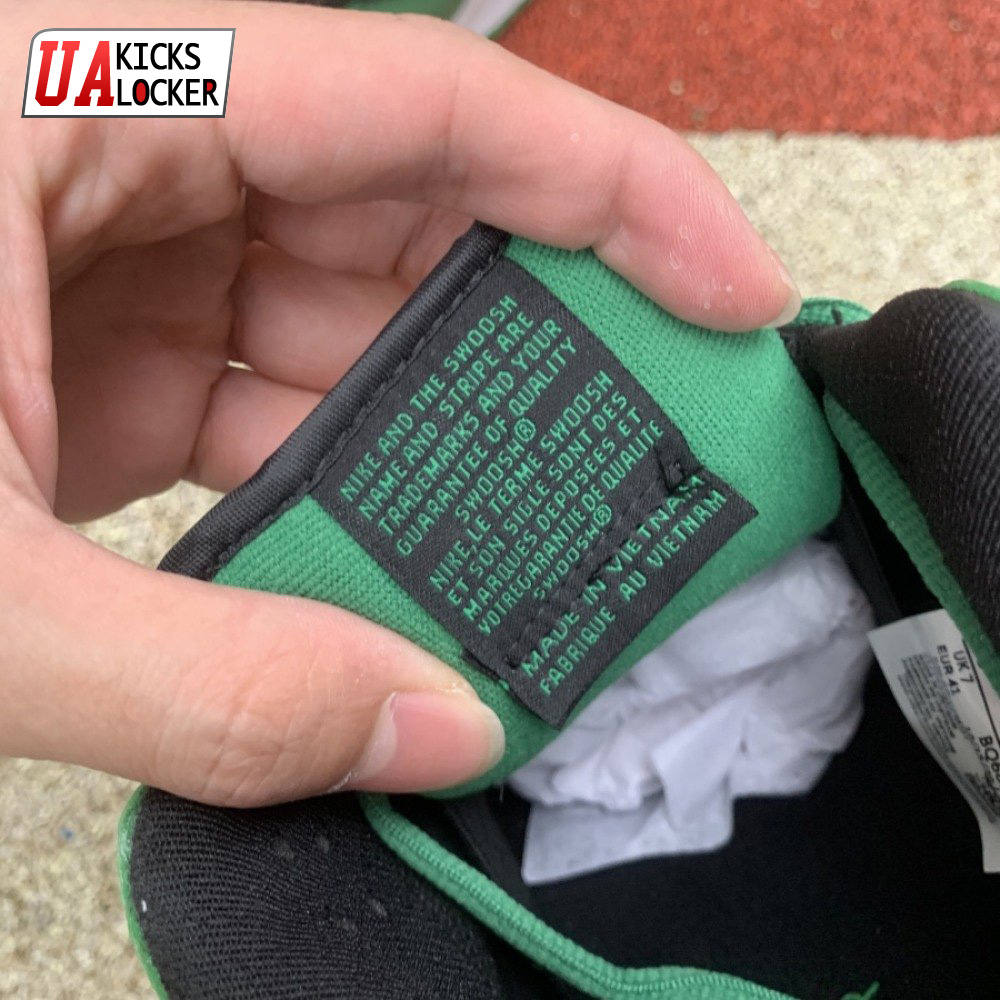 UA KICKS
LOCKER
NIKE AND THE SWOOSH
NAME AND STRIPE ARE
TRADEMARKS AND YOUR
GUARANTEE OF QUALITY
SWOOSH®
NIKE, LE TERME SWOOSH
ET SON SIGLE SONT DES
MARQUES DEPOSEES ET
VOTREGARANTIE DE QUALITE
SWOOSH®
MADE IN VIETNAM
FABRIQUE AU VIETNAM
UK 7
EUR 41